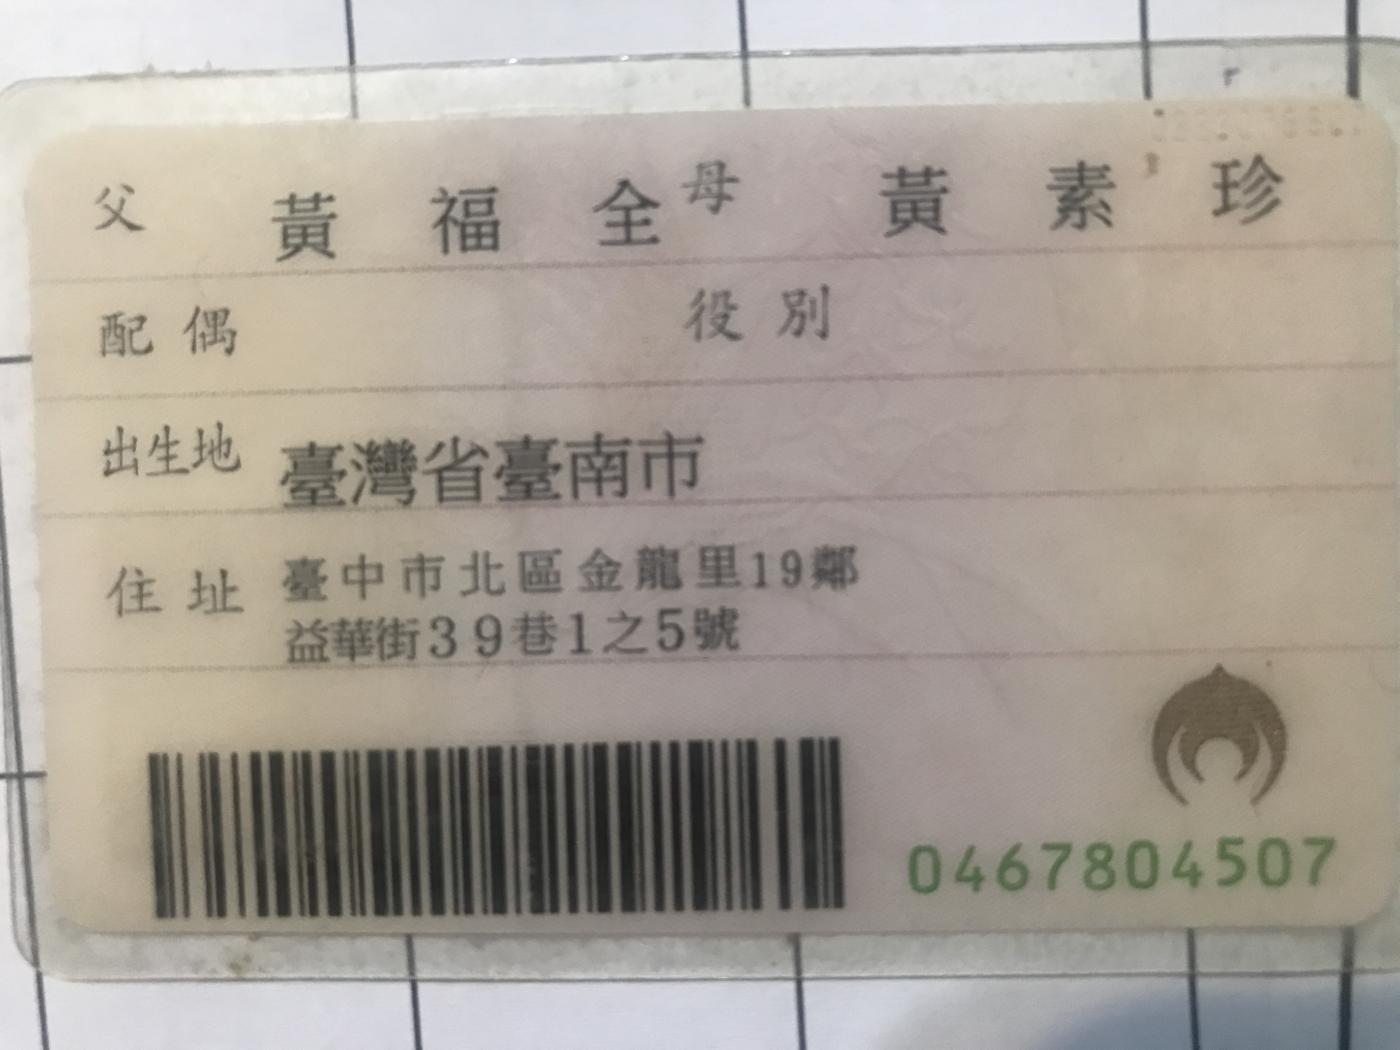 父 黃福全 母 黃素珍
配偶 役別
出生地 臺灣省臺南市
住址 臺中市北區金龍里19鄰
益華街39巷1之5號
0467804507